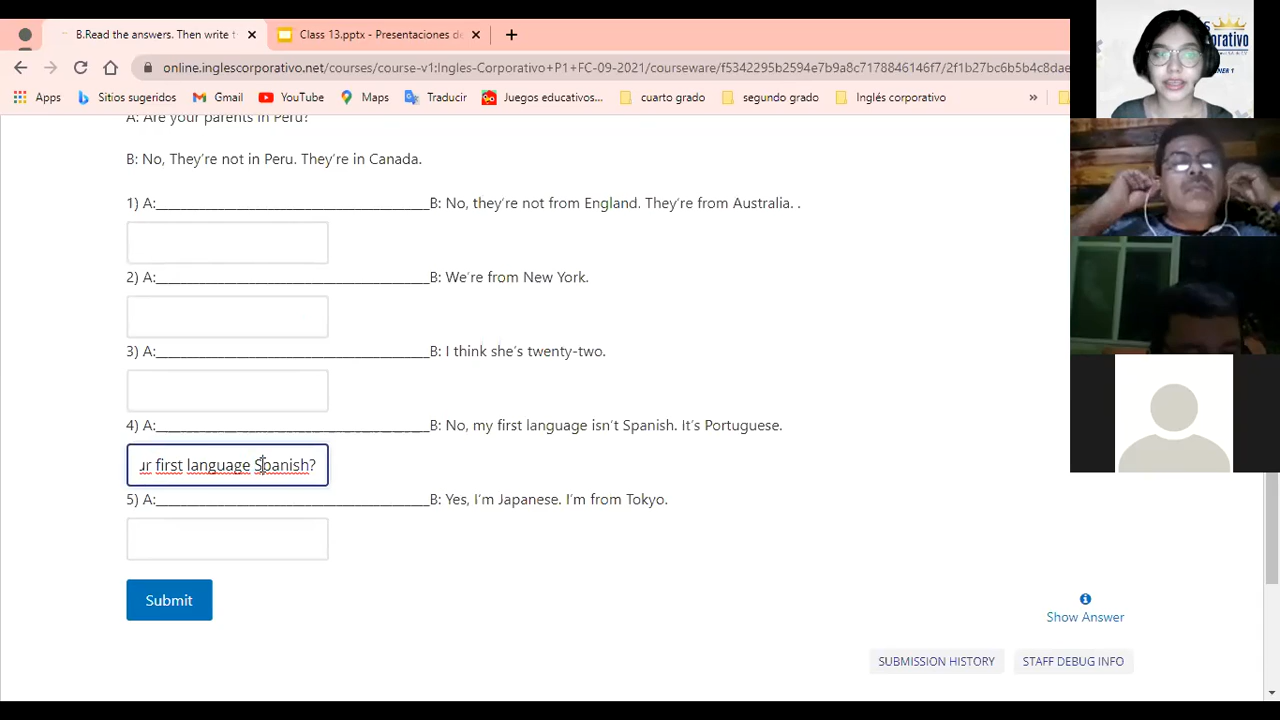 B.Read the answers. Then write t
Class 13.pptx - Presentaciones de
online.inglescorporativo.net/courses/course-v1:Ingles-Corporativo+P1+FC-09-2021/courseware/f5342295b2594e7b9a8c7178846146f7/2f1b27bc6b5b4c8dae
Apps
Sitios sugeridos
Gmail
YouTube
Maps
Traducir
Juegos educativos...
cuarto grado
segundo grado
Inglés corporativo
»
A: Are your parents in Peru?
B: No, They're not in Peru. They're in Canada.
1) A:___________________________________B: No, they're not from England. They're from Australia. .
2) A:___________________________________B: We're from New York.
3) A:___________________________________B: I think she's twenty-two.
4) A:___________________________________B: No, my first language isn't Spanish. It's Portuguese.
ur first language Spanish?
5) A:___________________________________B: Yes, I'm Japanese. I'm from Tokyo.
Submit
Show Answer
SUBMISSION HISTORY
STAFF DEBUG INFO